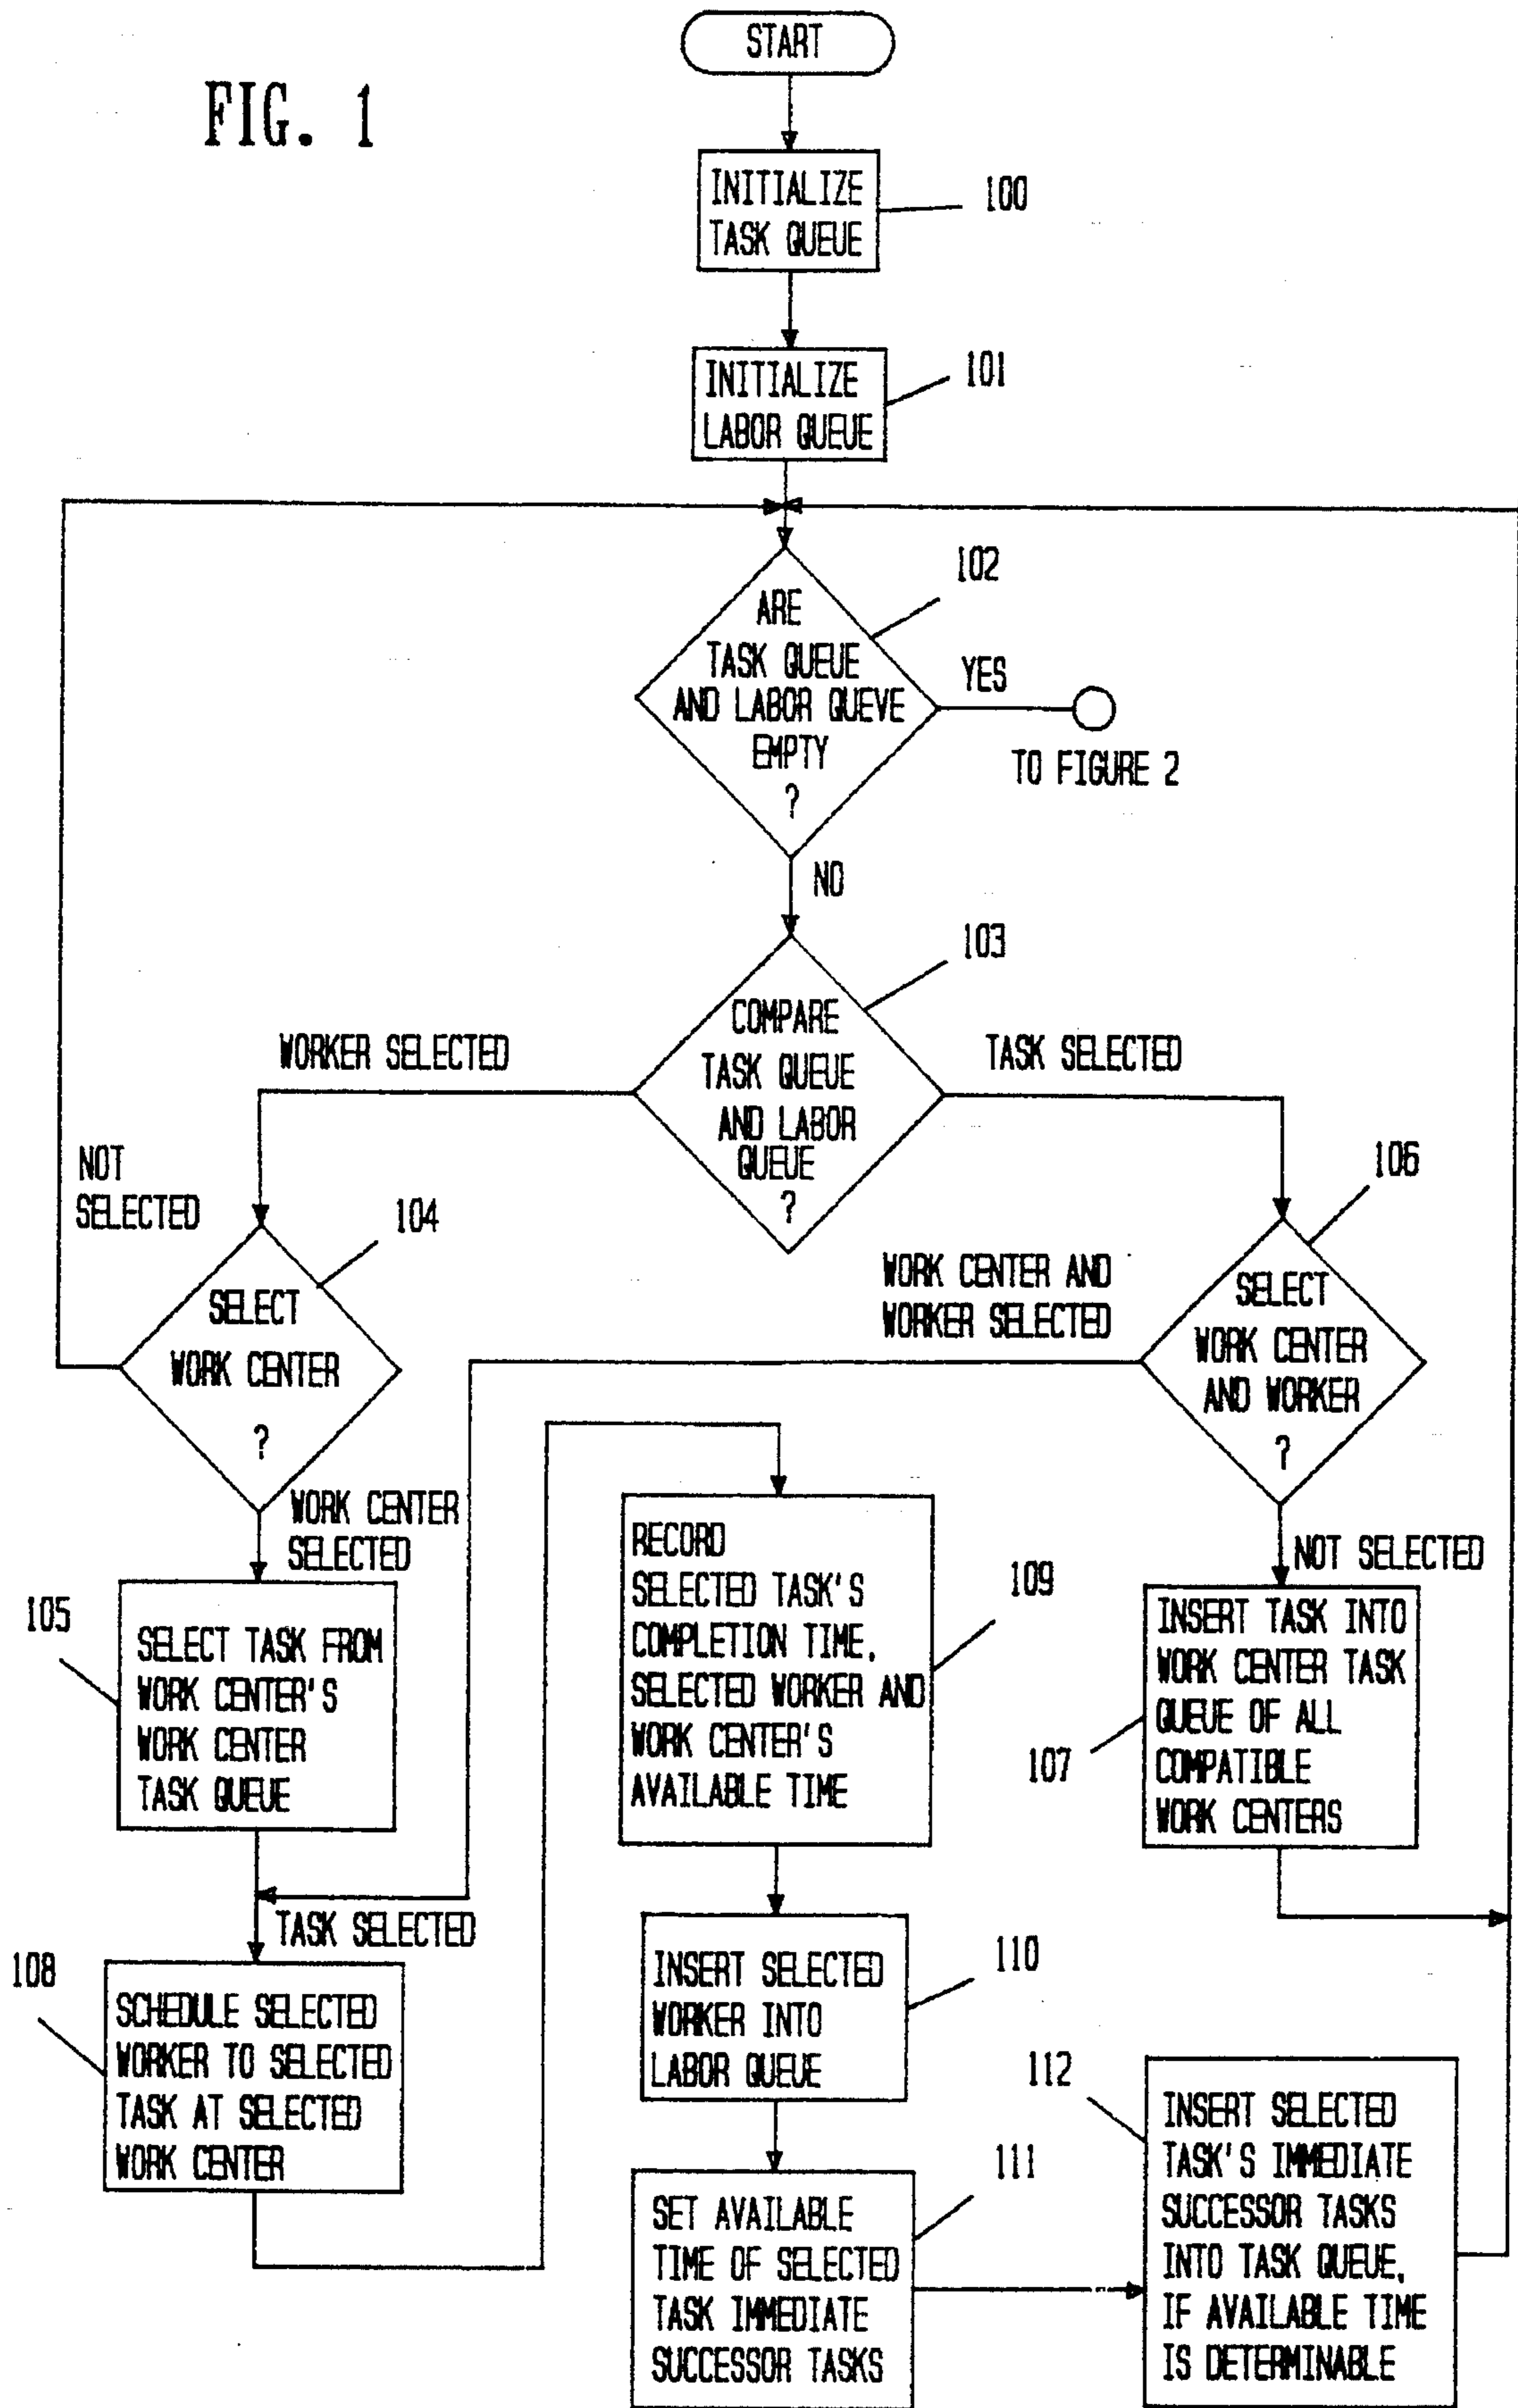 START
FIG. 1
INITIALIZE
TASK QUEUE
100
INITIALIZE
LABOR QUEUE
101
102
ARE
TASK QUEUE
AND LABOR QUEVE
EMPTY
?
YES
TO FIGURE 2
NO
103
COMPARE
TASK QUEUE
AND LABOR
QUEUE
?
WORKER SELECTED
TASK SELECTED
NOT
SELECTED
104
SELECT
WORK CENTER
?
106
WORK CENTER AND
WORKER SELECTED
SELECT
WORK CENTER
AND WORKER
?
WORK CENTER
SELECTED
NOT SELECTED
105
SELECT TASK FROM
WORK CENTER'S
WORK CENTER
TASK QUEUE
RECORD
SELECTED TASK'S
COMPLETION TIME,
SELECTED WORKER AND
WORK CENTER'S
AVAILABLE TIME
109
INSERT TASK INTO
WORK CENTER TASK
QUEUE OF ALL
COMPATIBLE
WORK CENTERS
107
TASK SELECTED
108
SCHEDULE SELECTED
WORKER TO SELECTED
TASK AT SELECTED
WORK CENTER
INSERT SELECTED
WORKER INTO
LABOR QUEUE
110
SET AVAILABLE
TIME OF SELECTED
TASK IMMEDIATE
SUCCESSOR TASKS
111
112
INSERT SELECTED
TASK'S IMMEDIATE
SUCCESSOR TASKS
INTO TASK QUEUE,
IF AVAILABLE TIME
IS DETERMINABLE